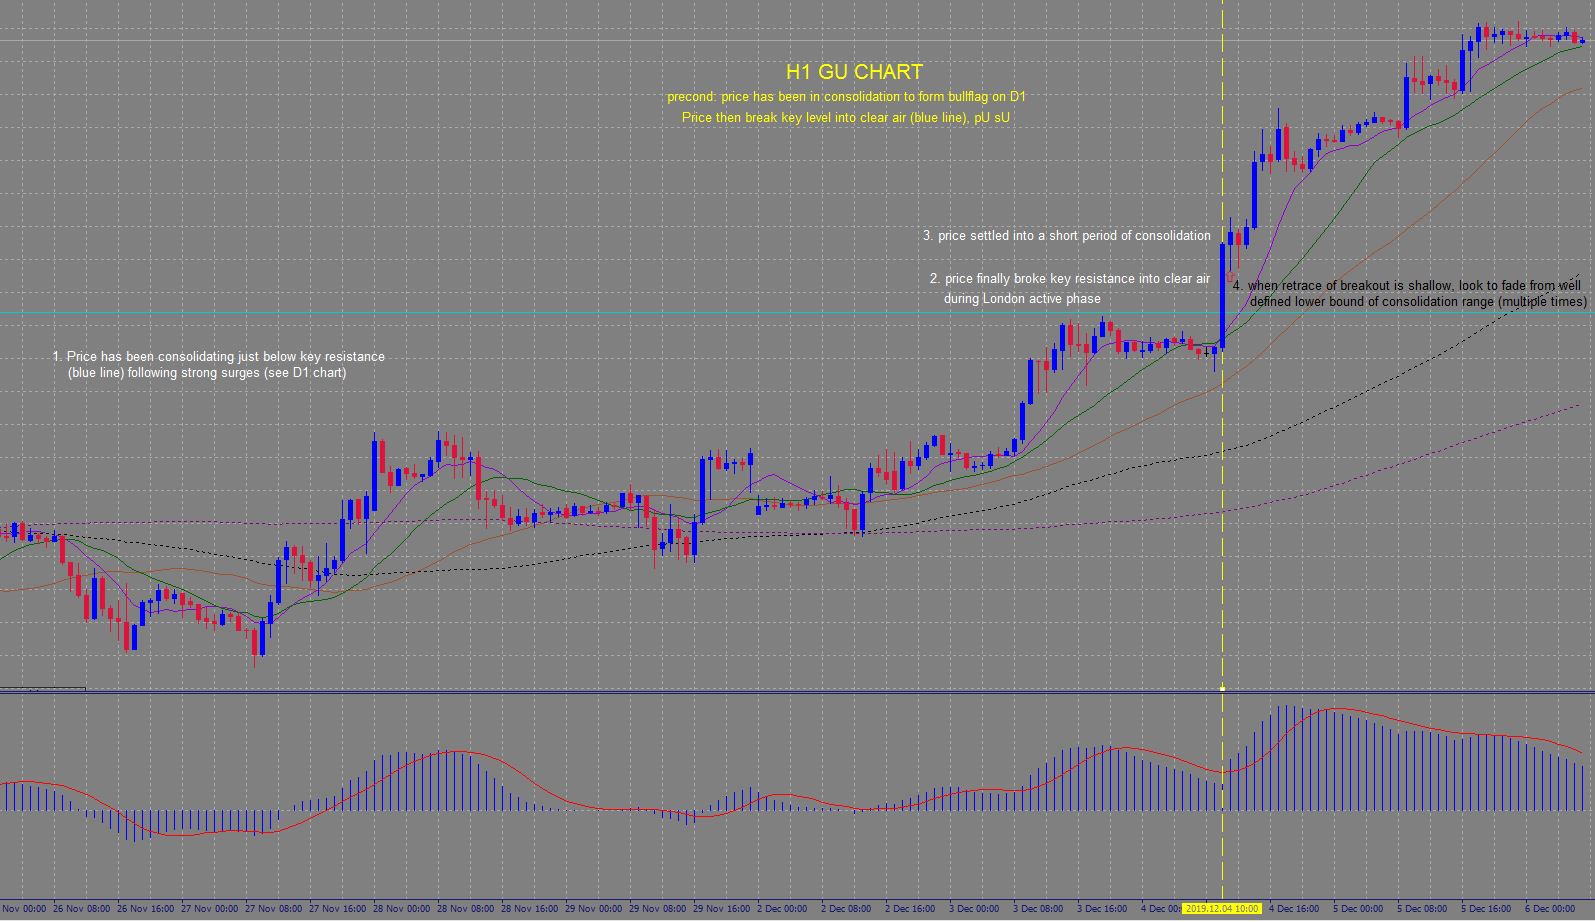 H1 GU CHART
precond: price has been in consolidation to form bullflag on D1
Price then break key level into clear air (blue line), pU sU
3. price settled into a short period of consolidation
2. price finally broke key resistance into clear air
during London active phase
4. when retrace of breakout is shallow, look to fade from well
defined lower bound of consolidation range (multiple times)
1. Price has been consolidating just below key resistance
(blue line) following strong surges (see D1 chart)
Nov 00:00 26 Nov 08:00 26 Nov 16:00 27 Nov 00:00 27 Nov 08:00 27 Nov 16:00 28 Nov 00:00 28 Nov 08:00 28 Nov 16:00 29 Nov 00:00 29 Nov 08:00 29 Nov 16:00 2 Dec 00:00 2 Dec 08:00 2 Dec 16:00 3 Dec 00:00 3 Dec 08:00 3 Dec 16:00 4 Dec 00: 2019.12.04 10:00 4 Dec 16:00 5 Dec 00:00 5 Dec 08:00 5 Dec 16:00 6 Dec 00:00